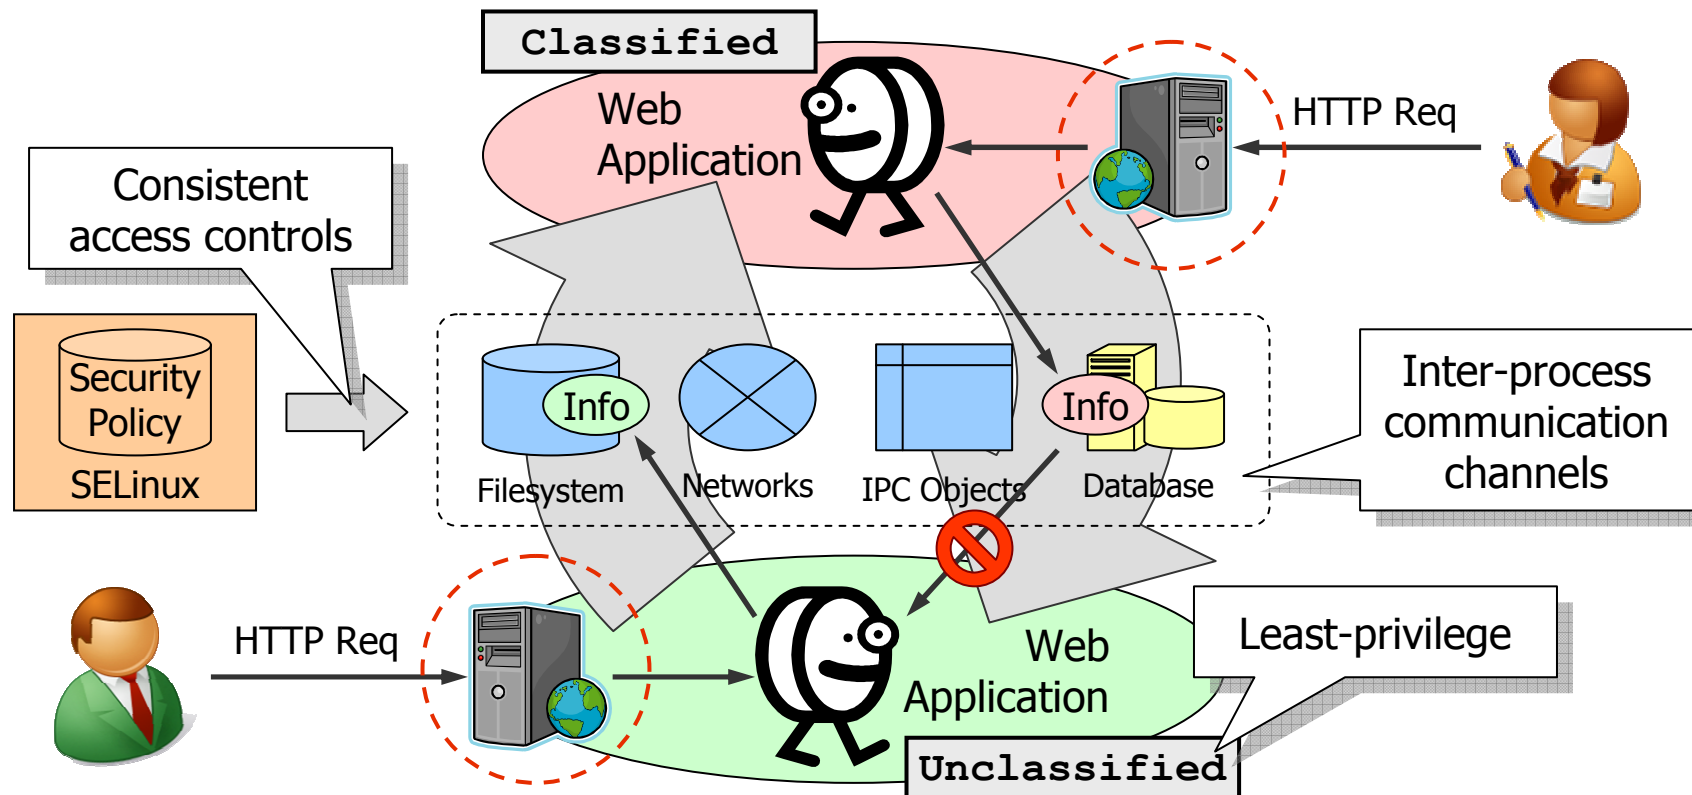 Classified
Web
Application
HTTP Req
Consistent
access controls
Security
Policy
SELinux
Info
Info
Filesystem
Networks
IPC Objects
Database
Inter-process
communication
channels
HTTP Req
Web
Application
Least-privilege
Unclassified